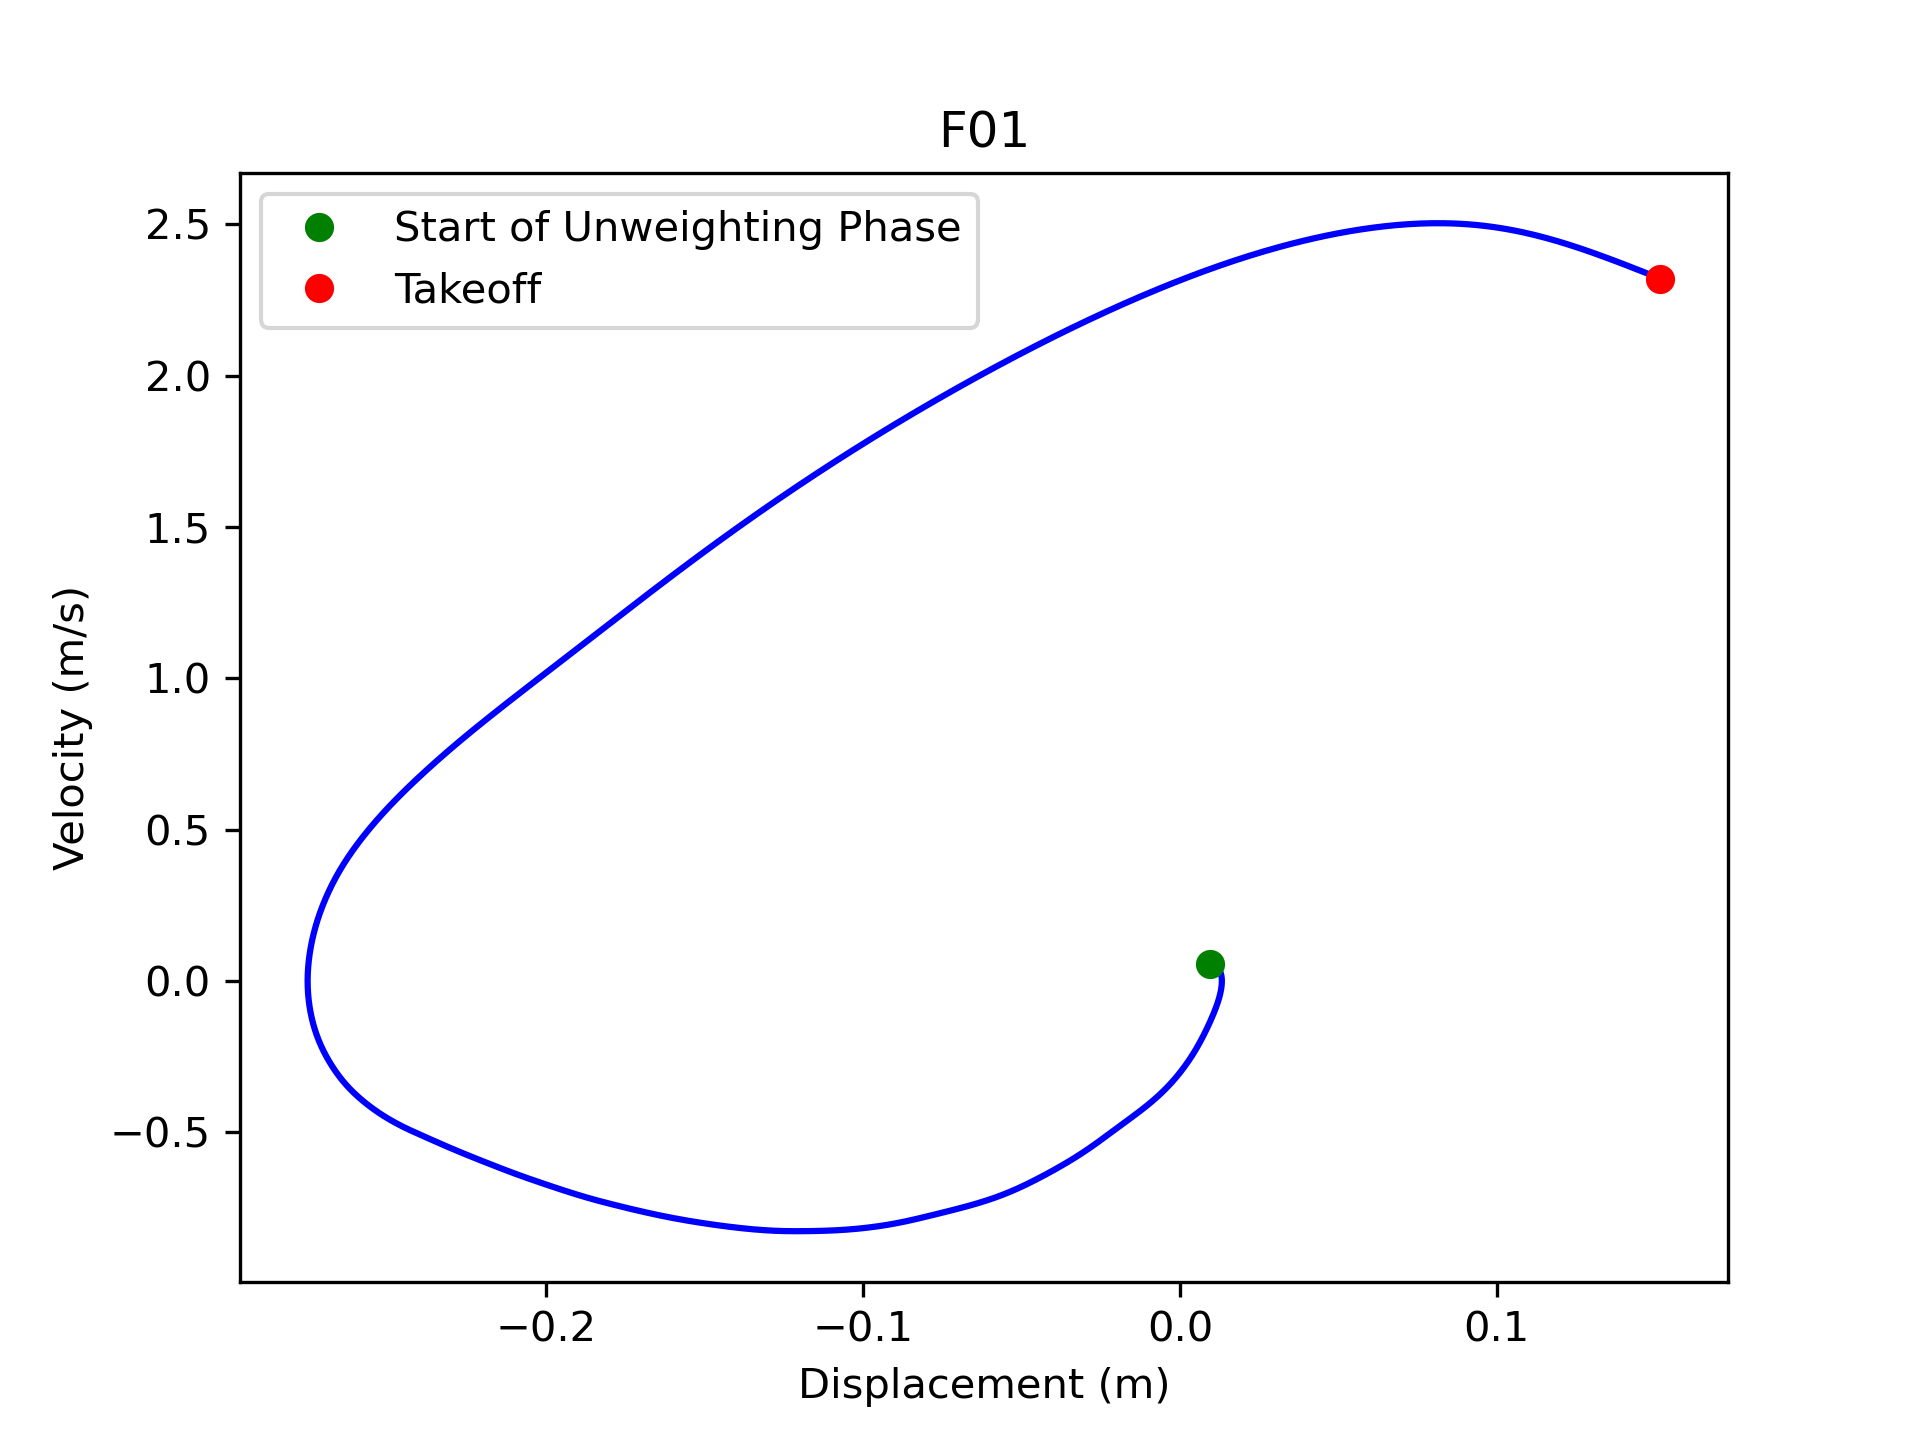 F01
Start of Unweighting Phase
Takeoff
2.5
2.0
1.5
1.0
0.5
0.0
−0.5
Velocity (m/s)
−0.2 −0.1 0.0 0.1
Displacement (m)